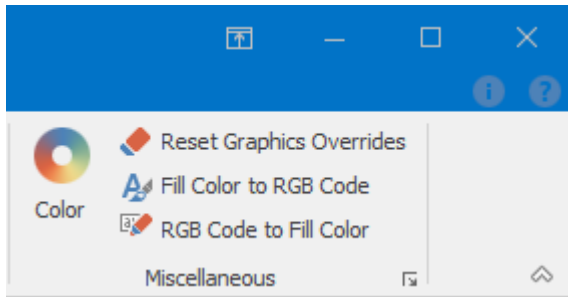 Reset Graphics Overrides
Fill Color to RGB Code
Color
RGB Code to Fill Color
Miscellaneous